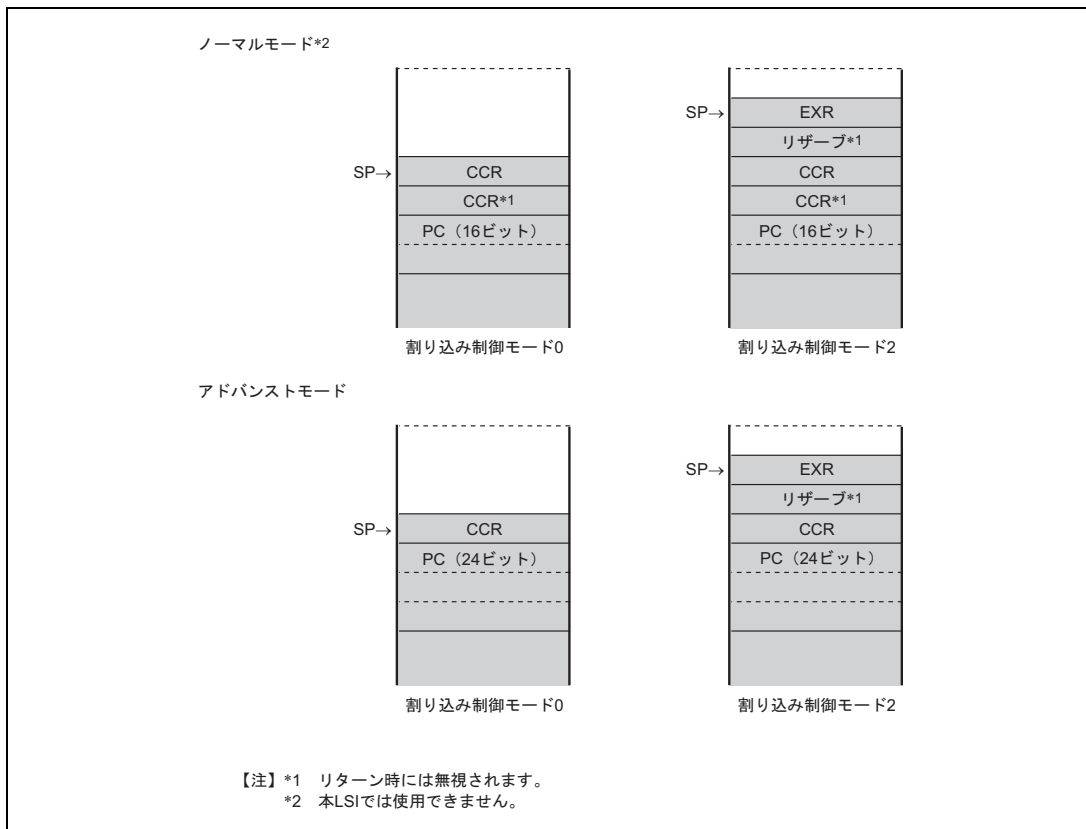 ノーマルモード*2
SP→
CCR
CCR*1
PC（16ビット）
割り込み制御モード0
SP→
EXR
リザーブ*1
CCR
CCR*1
PC（16ビット）
割り込み制御モード2
アドバンストモード
SP→
CCR
PC（24ビット）
割り込み制御モード0
SP→
EXR
リザーブ*1
CCR
PC（24ビット）
割り込み制御モード2
【注】*1　リターン時には無視されます。
*2　本LSIでは使用できません。